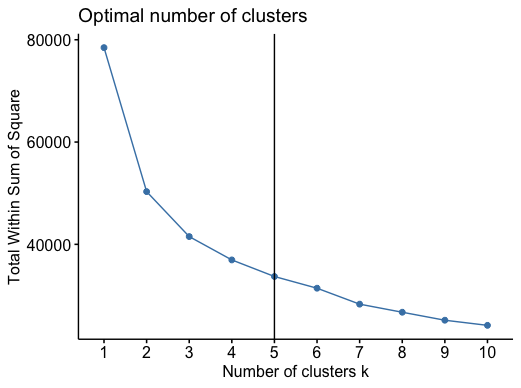 Optimal number of clusters
80000
60000
40000
Total Within Sum of Square
1 2 3 4 5 6 7 8 9 10
Number of clusters k